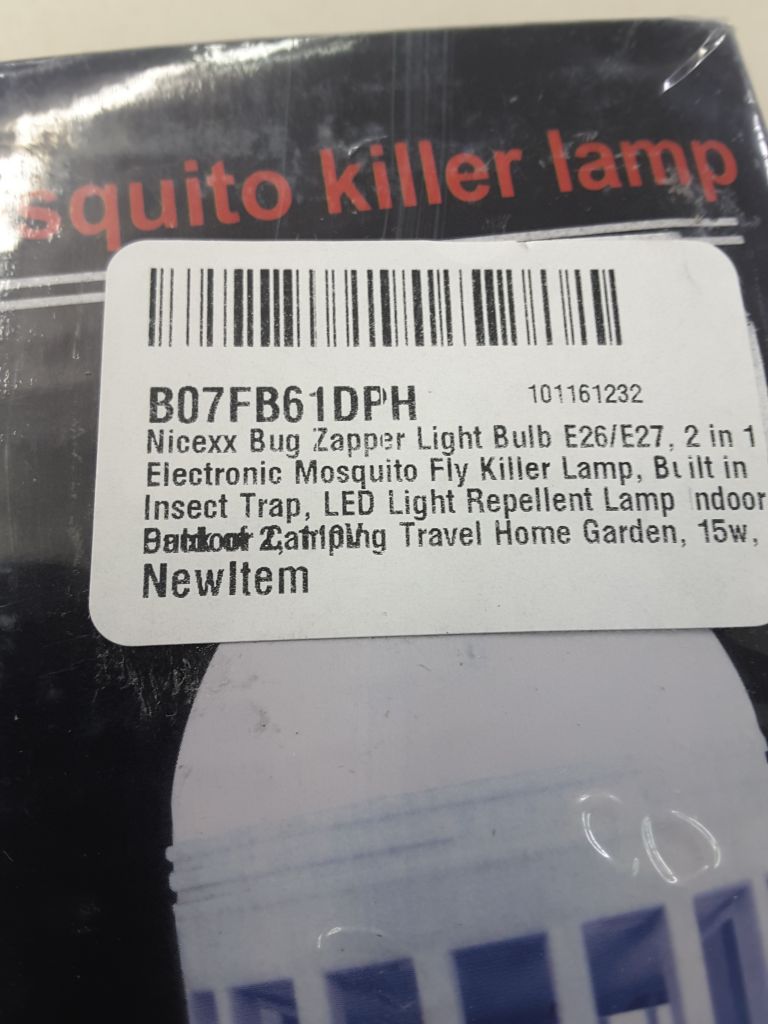 squito killer lamp
B07FB61DPH
101161232
Nicexx Bug Zapper Light Bulb E26/E27, 2 in 1
Electronic Mosquito Fly Killer Lamp, Built in
Insect Trap, LED Light Repellent Lamp Indoor
Camping Travel Home Garden, 15w,
NewItem